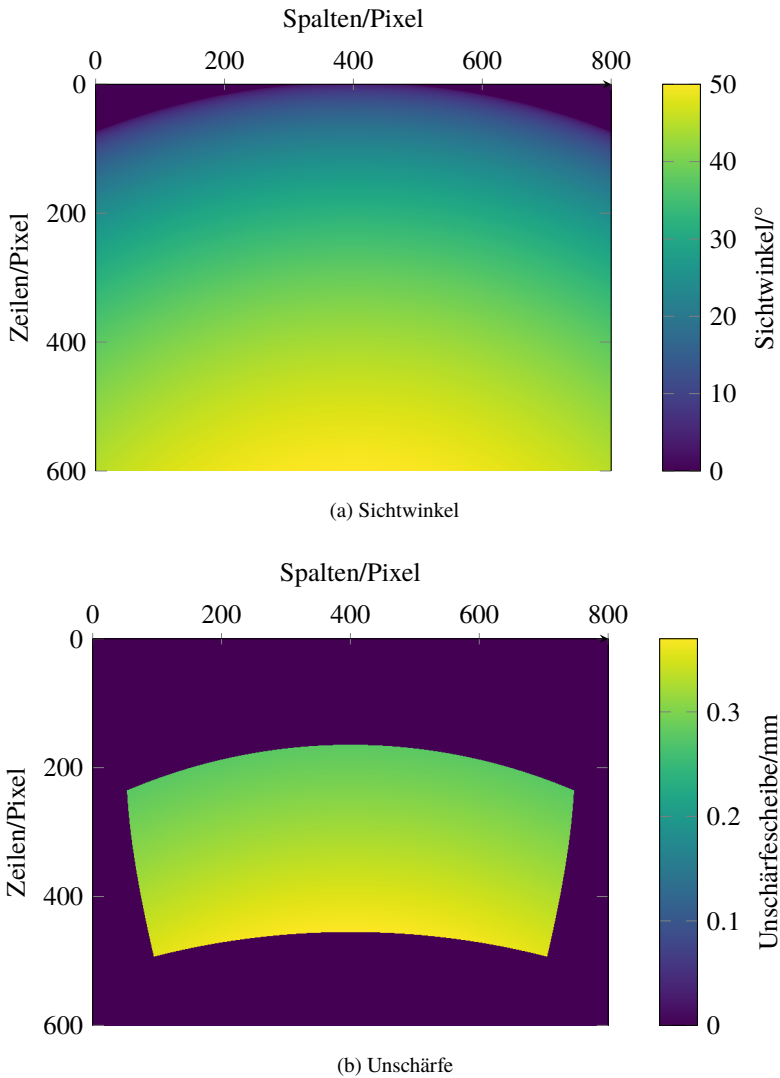 Spalten/Pixel
0 200 400 600 800
0
200
400
600
Zeilen/Pixel
50
40
30
20
10
0
Sichtwinkel/°
(a) Sichtwinkel
Spalten/Pixel
0 200 400 600 800
0
200
400
600
Zeilen/Pixel
0.3
0.2
0.1
0
Unschärfescheibe/mm
(b) Unschärfe